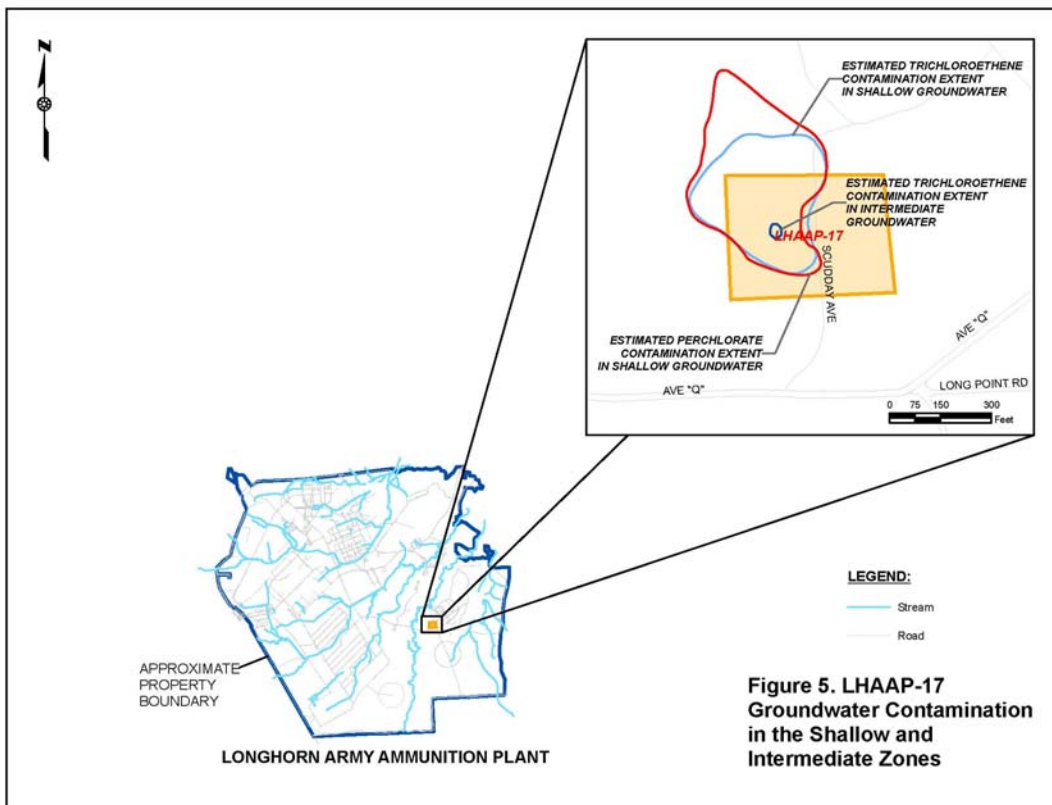 N
ESTIMATED TRICHLOROETHENE
CONTAMINATION EXTENT
IN SHALLOW GROUNDWATER
ESTIMATED TRICHLOROETHENE
CONTAMINATION EXTENT
IN INTERMEDIATE
GROUNDWATER
LHAAP-17
SCUDDAY AVE
ESTIMATED PERCHLORATE
CONTAMINATION EXTENT
IN SHALLOW GROUNDWATER
AVE "Q"
AVE "Q"
LONG POINT RD
0 75 150 300
Feet
APPROXIMATE
PROPERTY
BOUNDARY
LONGHORN ARMY AMMUNITION PLANT
LEGEND:
Stream
Road
Figure 5. LHAAP-17
Groundwater Contamination
in the Shallow and
Intermediate Zones